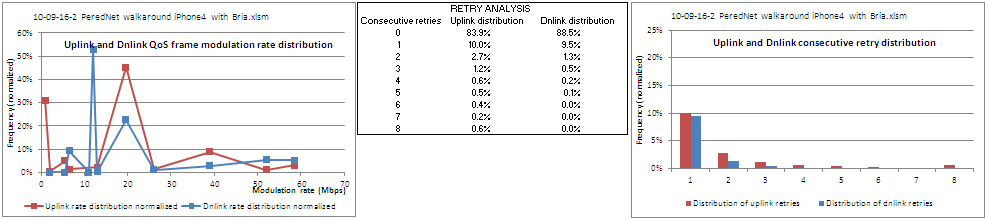 10-09-16-2 PeredNet walkaround iPhone4 with Bria.xlsm
Uplink and Dnlink QoS frame modulation rate distribution
Frequency (normalized)
60%
50%
40%
30%
20%
10%
0%
0 10 20 30 40 50 60 70
Modulation rate (Mbps)
Uplink rate distribution normalized Dnlink rate distribution normalized
RETRY ANALYSIS
Consecutive retries Uplink distribution Dnlink distribution
0 83.9% 88.5%
1 10.0% 9.5%
2 2.7% 1.3%
3 1.2% 0.5%
4 0.6% 0.2%
5 0.5% 0.1%
6 0.4% 0.0%
7 0.2% 0.0%
8 0.6% 0.0%
10-09-16-2 PeredNet walkaround iPhone4 with Bria.xlsm
Uplink and Dnlink consecutive retry distribution
Frequency (normalized)
25%
20%
15%
10%
5%
0%
1 2 3 4 5 6 7 8
Distribution of uplink retries Distribution of dnlink retries